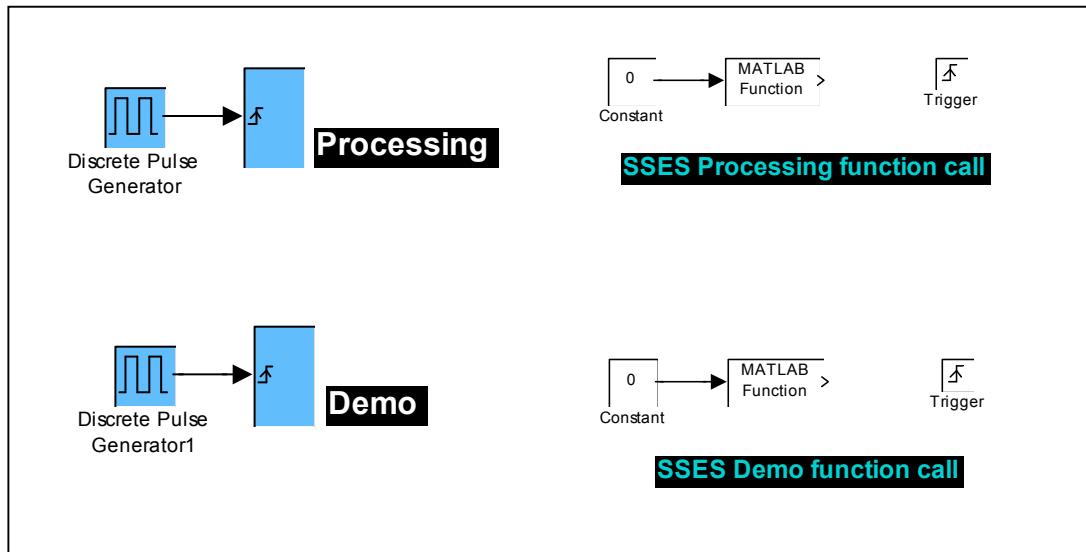 Discrete Pulse
Generator
Processing
0
Constant
MATLAB
Function
Trigger
SSES Processing function call
Discrete Pulse
Generator1
Demo
0
Constant
MATLAB
Function
Trigger
SSES Demo function call